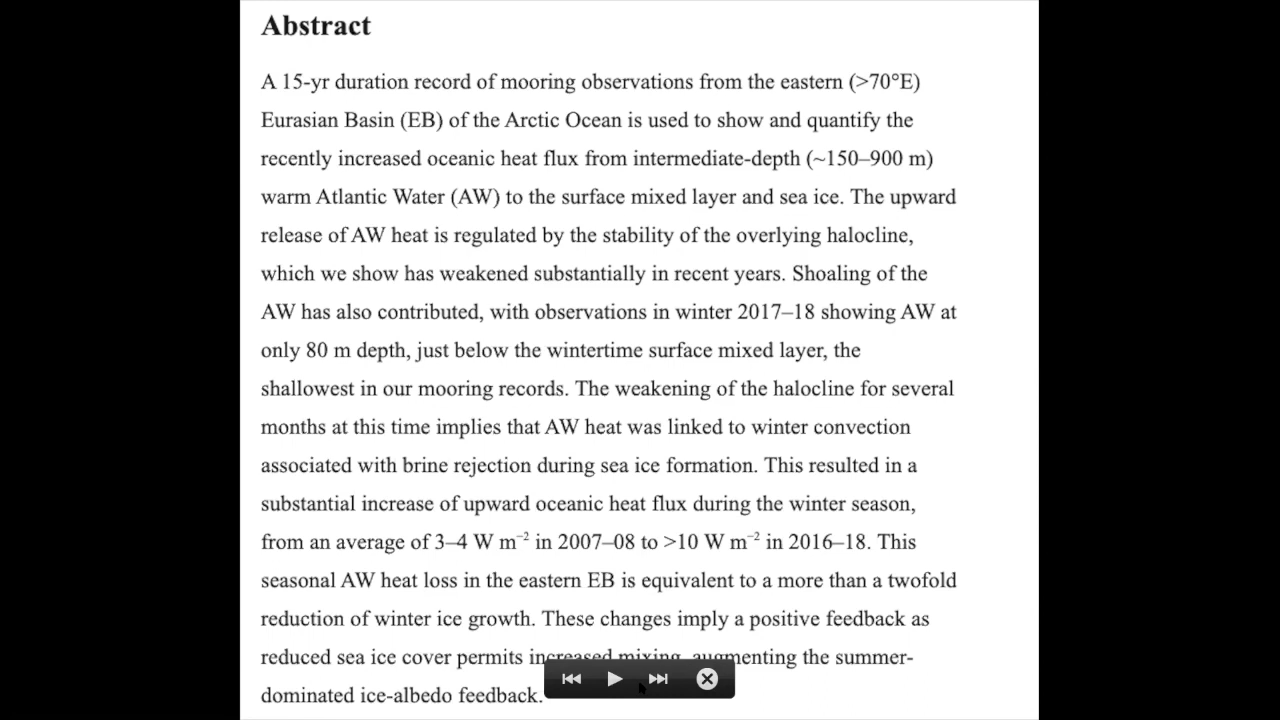 Abstract
A 15-yr duration record of mooring observations from the eastern (>70°E)
Eurasian Basin (EB) of the Arctic Ocean is used to show and quantify the
recently increased oceanic heat flux from intermediate-depth (~150–900 m)
warm Atlantic Water (AW) to the surface mixed layer and sea ice. The upward
release of AW heat is regulated by the stability of the overlying halocline,
which we show has weakened substantially in recent years. Shoaling of the
AW has also contributed, with observations in winter 2017–18 showing AW at
only 80 m depth, just below the wintertime surface mixed layer, the
shallowest in our mooring records. The weakening of the halocline for several
months at this time implies that AW heat was linked to winter convection
associated with brine rejection during sea ice formation. This resulted in a
substantial increase of upward oceanic heat flux during the winter season,
from an average of 3–4 W m⁻² in 2007–08 to >10 W m⁻² in 2016–18. This
seasonal AW heat loss in the eastern EB is equivalent to a more than a twofold
reduction of winter ice growth. These changes imply a positive feedback as
reduced sea ice cover permits increased mixing, augmenting the summer-
dominated ice-albedo feedback.